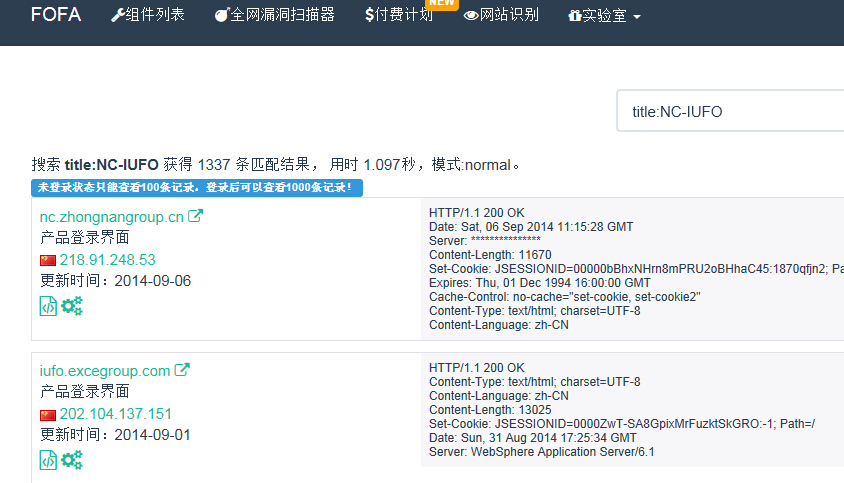 FOFA 组件列表 全网漏洞扫描器 $付费计划 NEW 网站识别 实验室
title:NC-IUFO
搜索 title:NC-IUFO 获得 1337 条匹配结果， 用时 1.097秒，模式:normal。
未登录状态只能查看100条记录。登录后可以查看1000条记录！
nc.zhongnangroup.cn
产品登录界面
218.91.248.53
更新时间：2014-09-06
HTTP/1.1 200 OK
Date: Sat, 06 Sep 2014 11:15:28 GMT
Server: ***************
Content-Length: 11670
Set-Cookie: JSESSIONID=00000bBhxNHrn8mPRU2oBHhaC45:1870qfjn2; Pa
Expires: Thu, 01 Dec 1994 16:00:00 GMT
Cache-Control: no-cache="set-cookie, set-cookie2"
Content-Type: text/html; charset=UTF-8
Content-Language: zh-CN
iufo.excegroup.com
产品登录界面
202.104.137.151
更新时间：2014-09-01
HTTP/1.1 200 OK
Content-Type: text/html; charset=UTF-8
Content-Language: zh-CN
Content-Length: 13025
Set-Cookie: JSESSIONID=0000ZwT-SA8GpixMrFuzktSkGRO:-1; Path=/
Date: Sun, 31 Aug 2014 17:25:34 GMT
Server: WebSphere Application Server/6.1